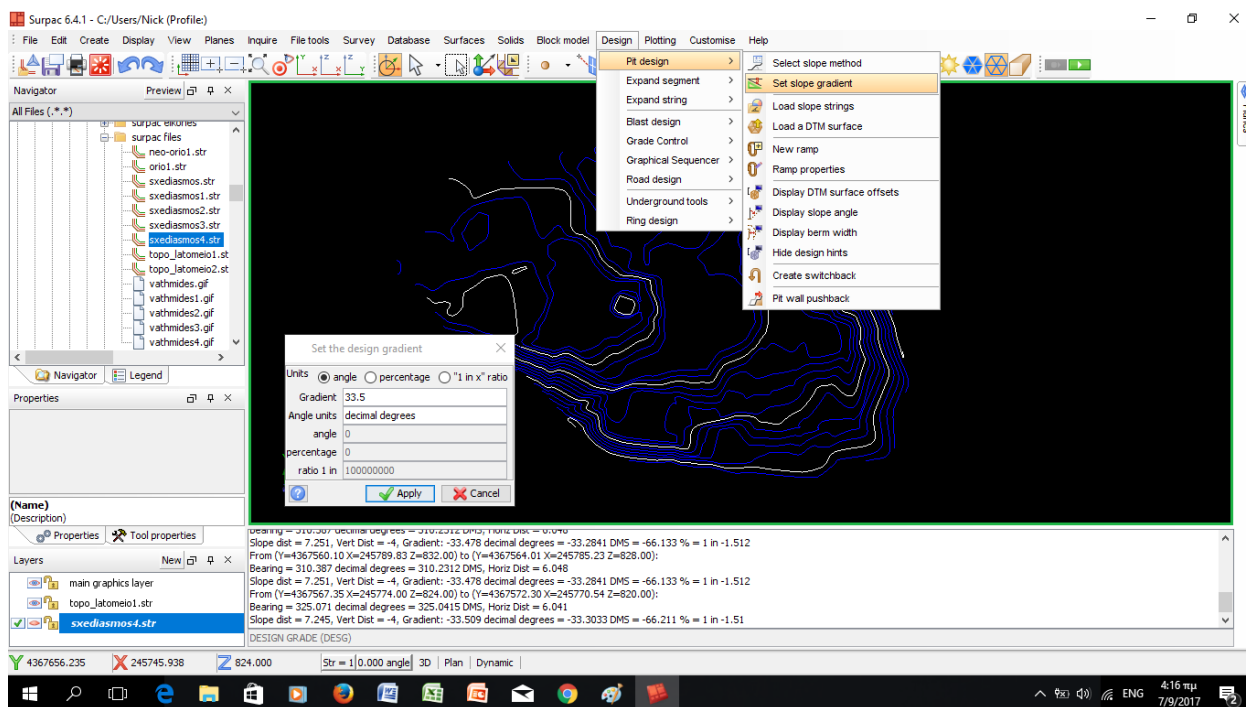 Surpac 6.4.1 - C:/Users/Nick (Profile:)
File Edit Create Display View Planes Inquire File tools Survey Database Surfaces Solids Block model Design Plotting Customise Help
Navigator Preview
All Files (.*.*)
surpac eikones
surpac files
neo-orio1.str
orio1.str
sxediasmos.str
sxediasmos1.str
sxediasmos2.str
sxediasmos3.str
sxediasmos4.str
topo_latomeio1.st
topo_latomeio2.st
vathmides.gif
vathmides1.gif
vathmides2.gif
vathmides3.gif
vathmides4.gif
Navigator Legend
Properties
(Name)
(Description)
Properties Tool properties
Layers New
main graphics layer
topo_latomeio1.str
sxediasmos4.str
Pit design
Expand segment
Expand string
Blast design
Grade Control
Graphical Sequencer
Road design
Underground tools
Ring design
Select slope method
Set slope gradient
Load slope strings
Load a DTM surface
New ramp
Ramp properties
Display DTM surface offsets
Display slope angle
Display berm width
Hide design hints
Create switchback
Pit wall pushback
Set the design gradient
Units angle percentage "1 in x" ratio
Gradient 33.5
Angle units decimal degrees
angle 0
percentage 0
ratio 1 in 100000000
Apply Cancel
Bearing = 310.387 decimal degrees = 310.2312 DMS, Horiz Dist = 6.048
Slope dist = 7.251, Vert Dist = -4, Gradient: -33.478 decimal degrees = -33.2841 DMS = -66.133 % = 1 in -1.512
From (Y=4367560.10 X=245789.83 Z=832.00) to (Y=4367564.01 X=245785.23 Z=828.00):
Bearing = 310.387 decimal degrees = 310.2312 DMS, Horiz Dist = 6.048
Slope dist = 7.251, Vert Dist = -4, Gradient: -33.478 decimal degrees = -33.2841 DMS = -66.133 % = 1 in -1.512
From (Y=4367567.35 X=245774.00 Z=824.00) to (Y=4367572.30 X=245770.54 Z=820.00):
Bearing = 325.071 decimal degrees = 325.0415 DMS, Horiz Dist = 6.041
Slope dist = 7.245, Vert Dist = -4, Gradient: -33.509 decimal degrees = -33.3033 DMS = -66.211 % = 1 in -1.51
DESIGN GRADE (DESG)
Y 4367656.235 X 245745.938 Z 824.000 Str = 1 0.000 angle 3D Plan Dynamic
ENG 4:16 πμ
7/9/2017